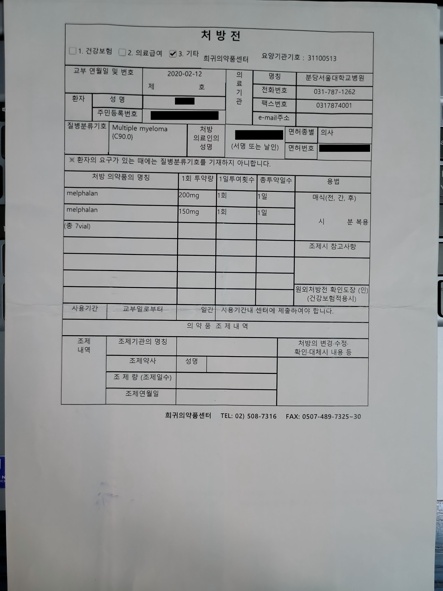 처 방 전
1. 건강보험 2. 의료급여 3. 기타 희귀의약품센터 요양기관기호 : 31100513
교부 연월일 및 번호 2020-02-12
제 호
의료기관
명칭 분당서울대학교병원
전화번호 031-787-1262
팩스번호 0317874001
e-mail주소
환자 성 명
주민등록번호
질병분류기호 Multiple myeloma (C90.0)
처방 의료인의 성명
(서명 또는 날인)
면허종별 의사
면허번호
※ 환자의 요구가 있는 때에는 질병분류기호를 기재하지 아니합니다.
처방 의약품의 명칭 1회 투약량 1일투여횟수 총투약일수 용법
melphalan 200mg 1회 1일 매식(전, 간, 후)
melphalan 150mg 1회 1일 시 분 복용
(총 7vial)
조제시 참고사항
원외처방전 확인도장 (인)
(건강보험적용시)
사용기간 교부일로부터 일간 사용기간내 센터에 제출하여야 합니다.
의 약 품 조 제 내 역
조제 내역
조제기관의 명칭 처방의 변경·수정·
확인·대체시 내용 등
조제약사 성명
조 제 량 (조제일수)
조제연월일
희귀의약품센터 TEL: 02) 508-7316 FAX: 0507-489-7325~30